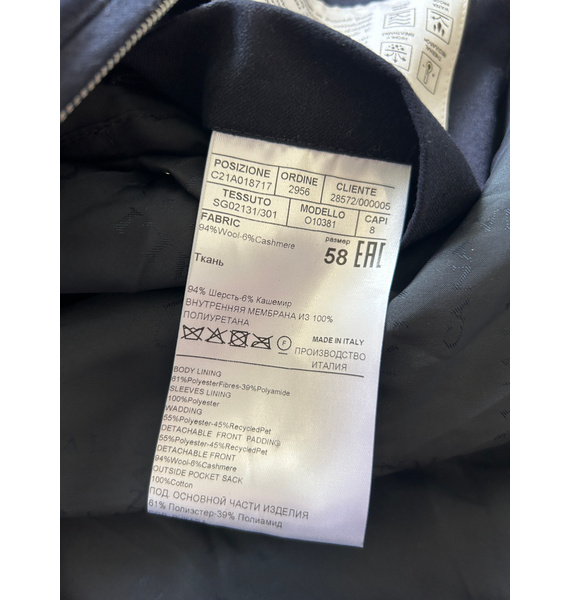 POSIZIONE ORDINE CLIENTE
C21A018717 2956 28572/000005
TESSUTO MODELLO CAPI
SG02131/301 O10381 8
FABRIC размер
94%Wool-6%Cashmere 58 EAC
Ткань
94% Шерсть-6% Кашемир
ВНУТРЕННЯЯ МЕМБРАНА ИЗ 100%
ПОЛИУРЕТАНА
F MADE IN ITALY
ПРОИЗВОДСТВО
ИТАЛИЯ
BODY LINING
61%PolyesterFibres-39%Polyamide
SLEEVES LINING
100%Polyester
WADDING
55%Polyester-45%RecycledPet
DETACHABLE FRONT PADDING
55%Polyester-45%RecycledPet
DETACHABLE FRONT
94%Wool-6%Cashmere
OUTSIDE POCKET SACK
100%Cotton
ПОД. ОСНОВНОЙ ЧАСТИ ИЗДЕЛИЯ
61% Полиэстер-39% Полиамид